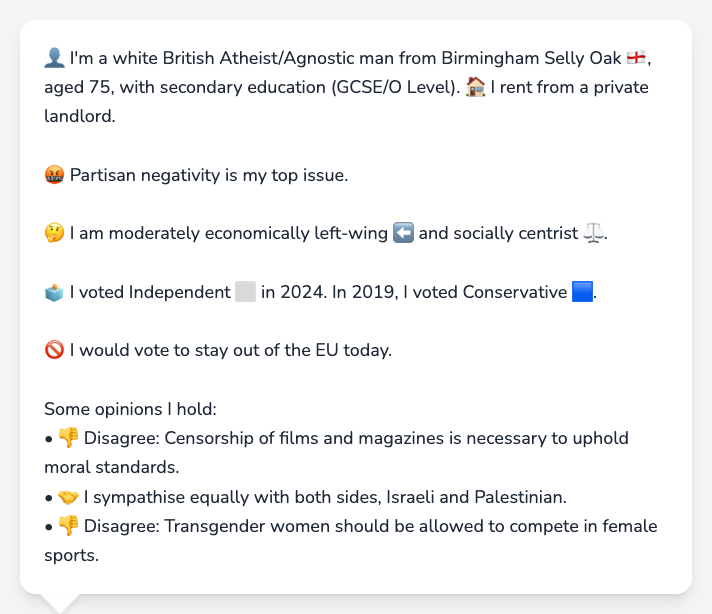 👤 I'm a white British Atheist/Agnostic man from Birmingham Selly Oak 🏴󠁧󠁢󠁥󠁮󠁧󠁿,
aged 75, with secondary education (GCSE/O Level). 🏠 I rent from a private
landlord.
🤬 Partisan negativity is my top issue.
🤔 I am moderately economically left-wing ⬅️ and socially centrist ⚖️.
🗳️ I voted Independent ⬜ in 2024. In 2019, I voted Conservative 🟦.
🚫 I would vote to stay out of the EU today.
Some opinions I hold:
• 👎 Disagree: Censorship of films and magazines is necessary to uphold
moral standards.
• 🤝 I sympathise equally with both sides, Israeli and Palestinian.
• 👎 Disagree: Transgender women should be allowed to compete in female
sports.